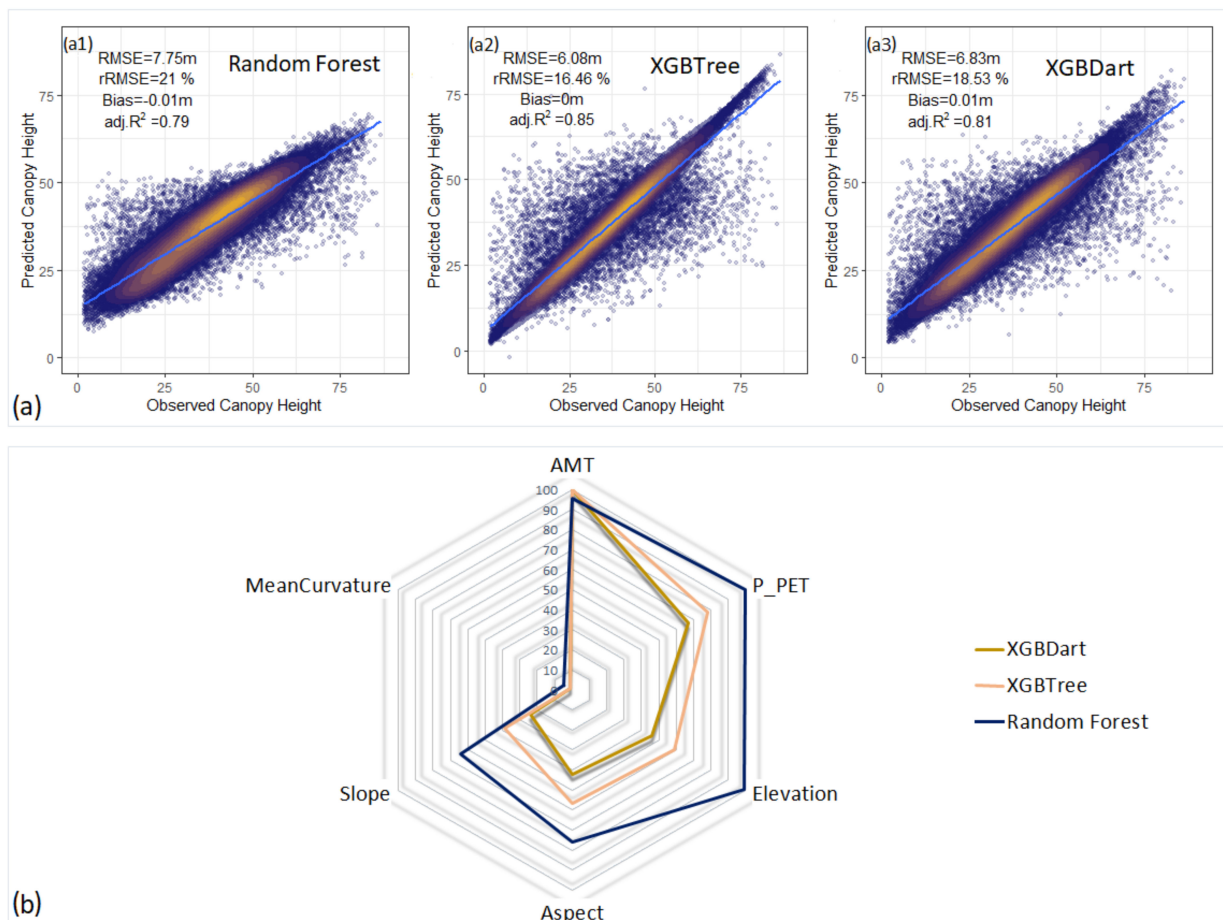 (a1)
RMSE=7.75m
rRMSE=21 %
Bias=-0.01m
adj.R² =0.79
Random Forest
Predicted Canopy Height
75
50
25
0
0 25 50 75
Observed Canopy Height
(a2)
RMSE=6.08m
rRMSE=16.46 %
Bias=0m
adj.R² =0.85
XGBTree
Predicted Canopy Height
75
50
25
0
0 25 50 75
Observed Canopy Height
(a3)
RMSE=6.83m
rRMSE=18.53 %
Bias=0.01m
adj.R² =0.81
XGBDart
Predicted Canopy Height
75
50
25
0
0 25 50 75
Observed Canopy Height
(a)
AMT
100
90
80
70
60
50
40
30
20
10
0
MeanCurvature
P_PET
Slope
Elevation
Aspect
XGBDart
XGBTree
Random Forest
(b)